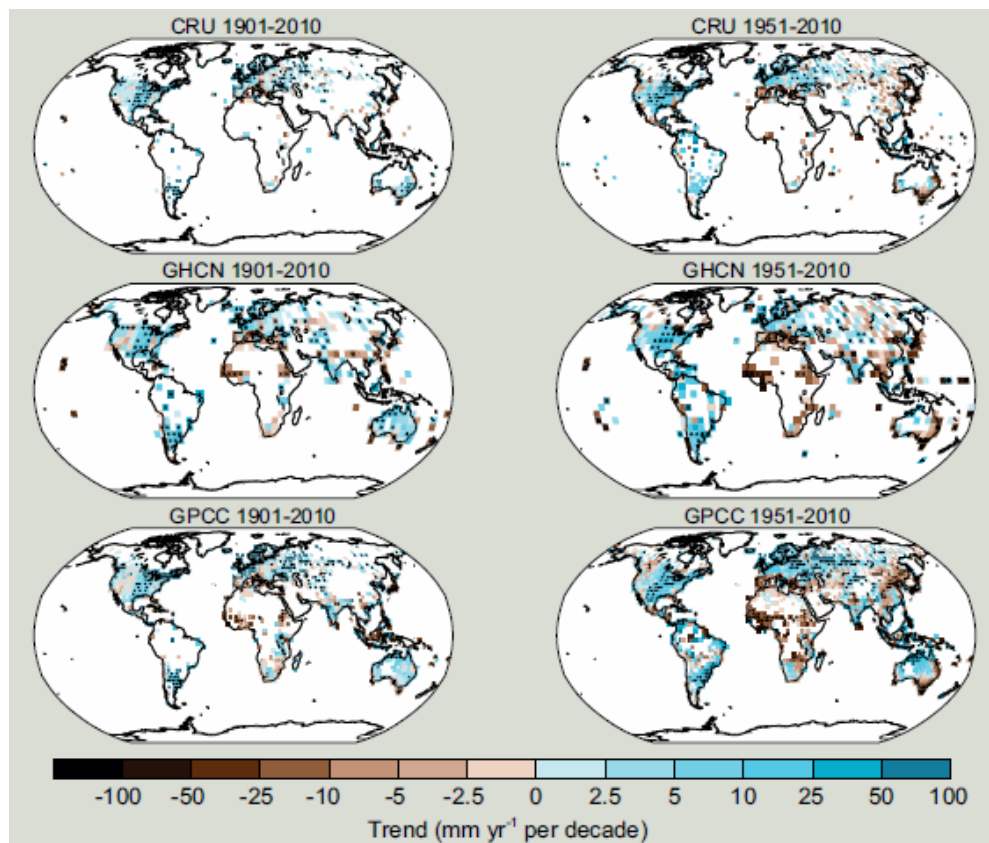 CRU 1901-2010
CRU 1951-2010
GHCN 1901-2010
GHCN 1951-2010
GPCC 1901-2010
GPCC 1951-2010
-100 -50 -25 -10 -5 -2.5 0 2.5 5 10 25 50 100
Trend (mm yr⁻¹ per decade)